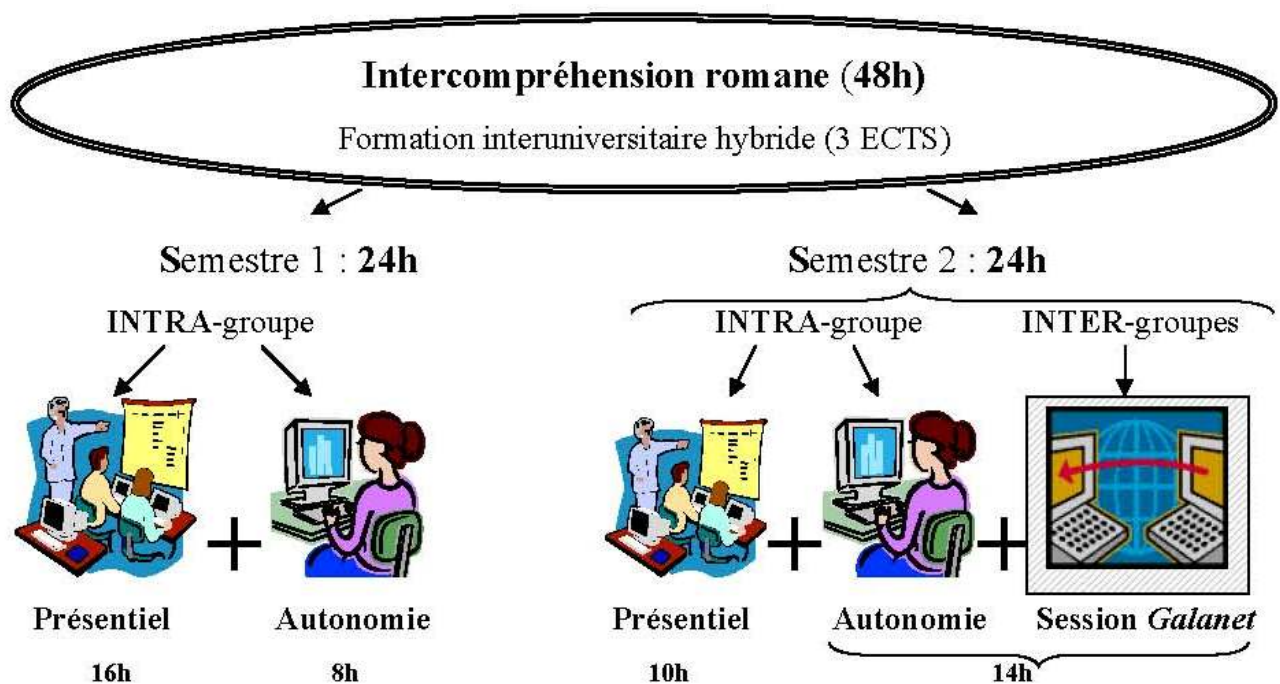 Intercompréhension romane (48h)
Formation interuniversitaire hybride (3 ECTS)
Semestre 1 : 24h
Semestre 2 : 24h
INTRA-groupe
INTRA-groupe
INTER-groupes
+
+
+
Présentiel
Autonomie
Présentiel
Autonomie
Session Galanet
16h
8h
10h
14h